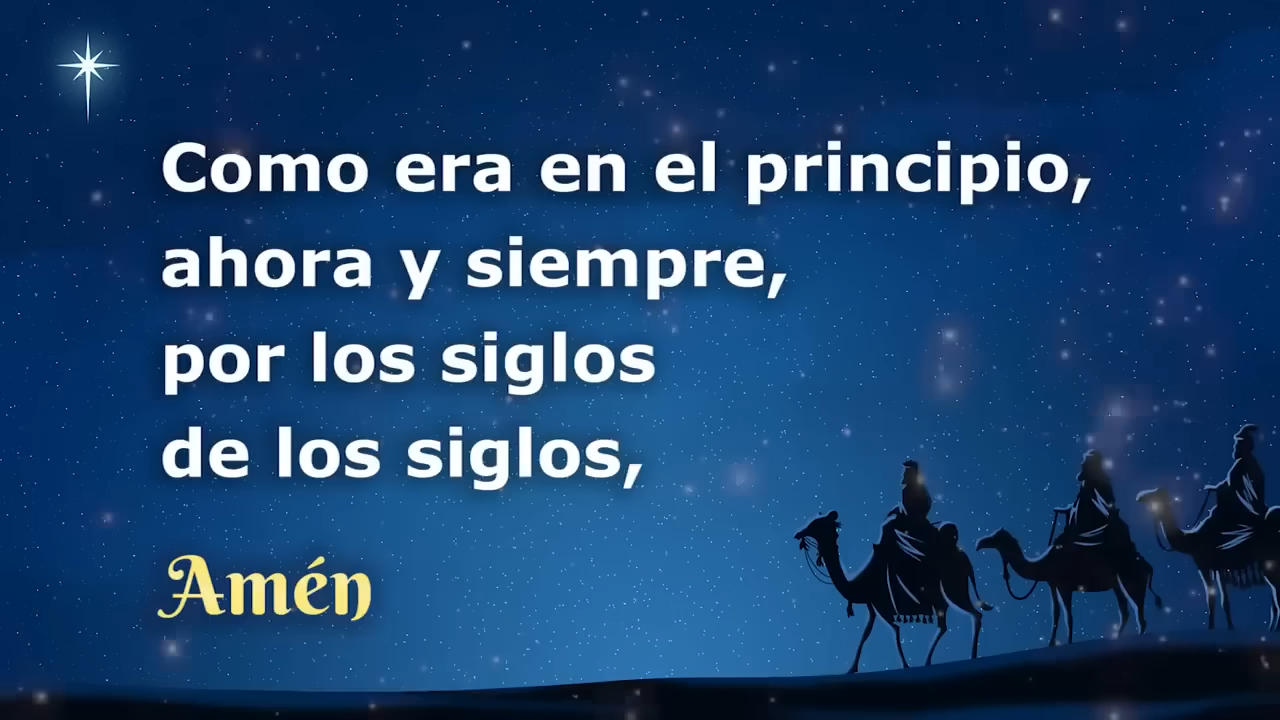 Como era en el principio,
ahora y siempre,
por los siglos
de los siglos,
Amén